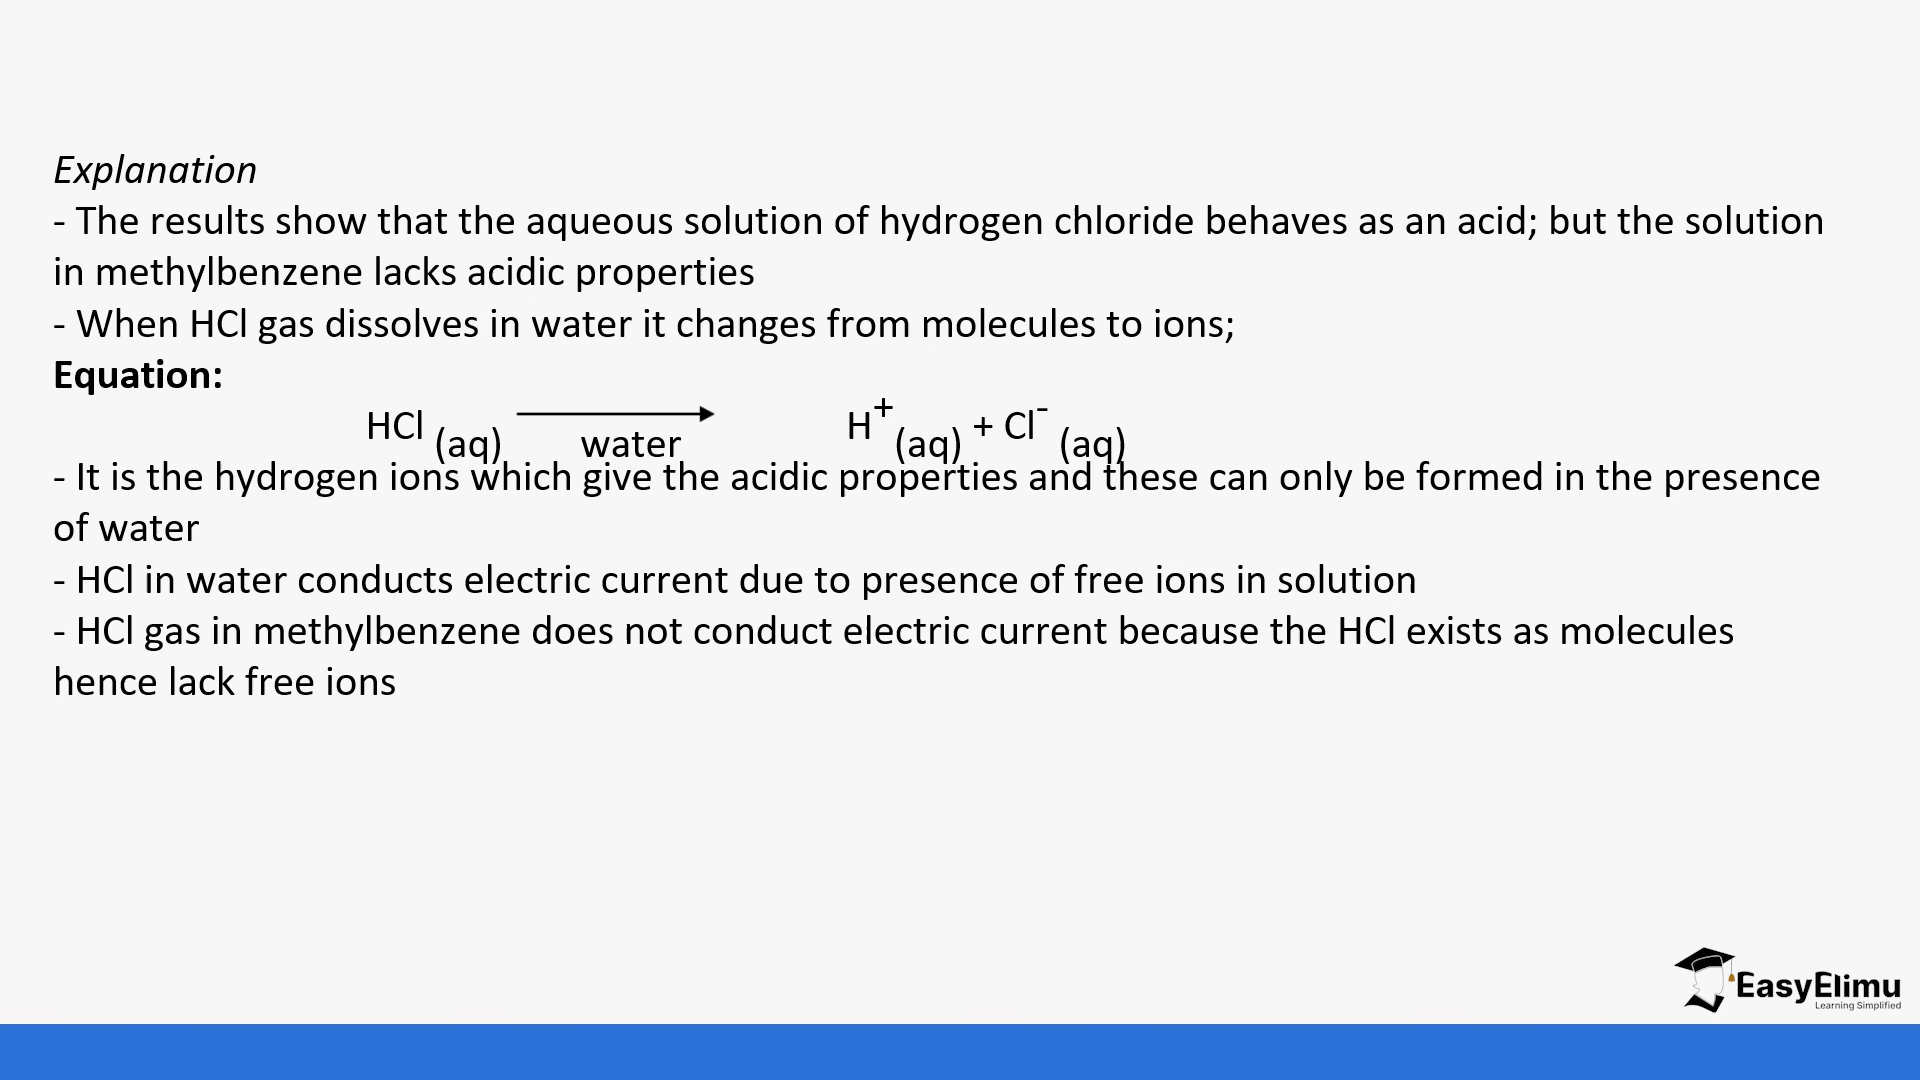 Explanation
- The results show that the aqueous solution of hydrogen chloride behaves as an acid; but the solution
in methylbenzene lacks acidic properties
- When HCl gas dissolves in water it changes from molecules to ions;
Equation:
HCl (aq) water H+(aq) + Cl- (aq)
- It is the hydrogen ions which give the acidic properties and these can only be formed in the presence
of water
- HCl in water conducts electric current due to presence of free ions in solution
- HCl gas in methylbenzene does not conduct electric current because the HCl exists as molecules
hence lack free ions
EasyElimu
Learning Simplified